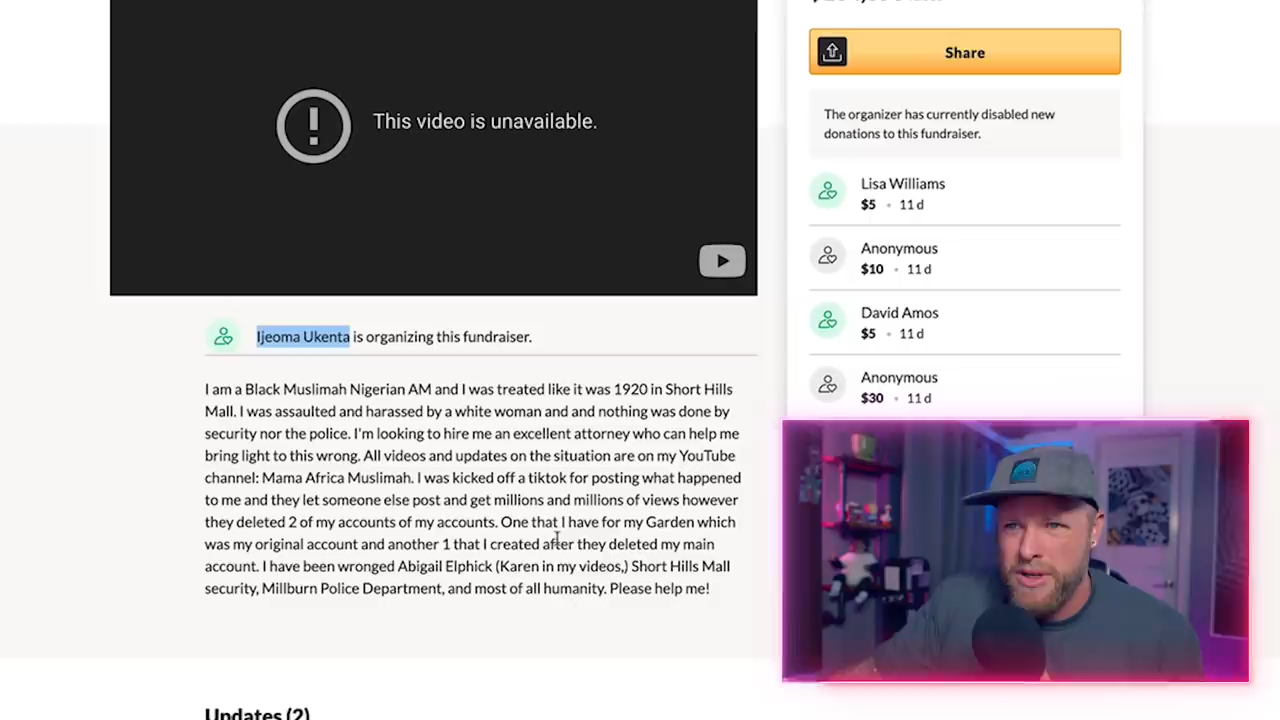 Share
This video is unavailable.
The organizer has currently disabled new
donations to this fundraiser.
Lisa Williams
$5 • 11 d
Anonymous
$10 • 11 d
David Amos
$5 • 11 d
Anonymous
$30 • 11 d
Ijeoma Ukenta is organizing this fundraiser.
I am a Black Muslimah Nigerian AM and I was treated like it was 1920 in Short Hills
Mall. I was assaulted and harassed by a white woman and and nothing was done by
security nor the police. I'm looking to hire me an excellent attorney who can help me
bring light to this wrong. All videos and updates on the situation are on my YouTube
channel: Mama Africa Muslimah. I was kicked off a tiktok for posting what happened
to me and they let someone else post and get millions and millions of views however
they deleted 2 of my accounts of my accounts. One that I have for my Garden which
was my original account and another 1 that I created after they deleted my main
account. I have been wronged Abigail Elphick (Karen in my videos,) Short Hills Mall
security, Millburn Police Department, and most of all humanity. Please help me!
Updates (2)